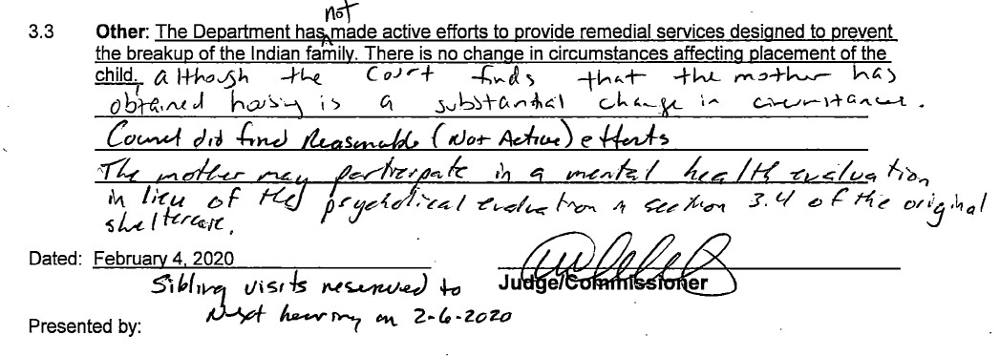 3.3 Other: The Department has not made active efforts to provide remedial services designed to prevent
the breakup of the Indian family. There is no change in circumstances affecting placement of the
child, although the Court finds that the mother has
obtained housing is a substantial change in circumstances.
Court did find Reasonable (Not Active) efforts
The mother may participate in a mental health evaluation
in lieu of the psycholical evaluation in section 3.4 of the original
sheltercare.
Dated: February 4, 2020
Judge/Commissioner
Sibling visits reserved to
Next hearing on 2-6-2020
Presented by: